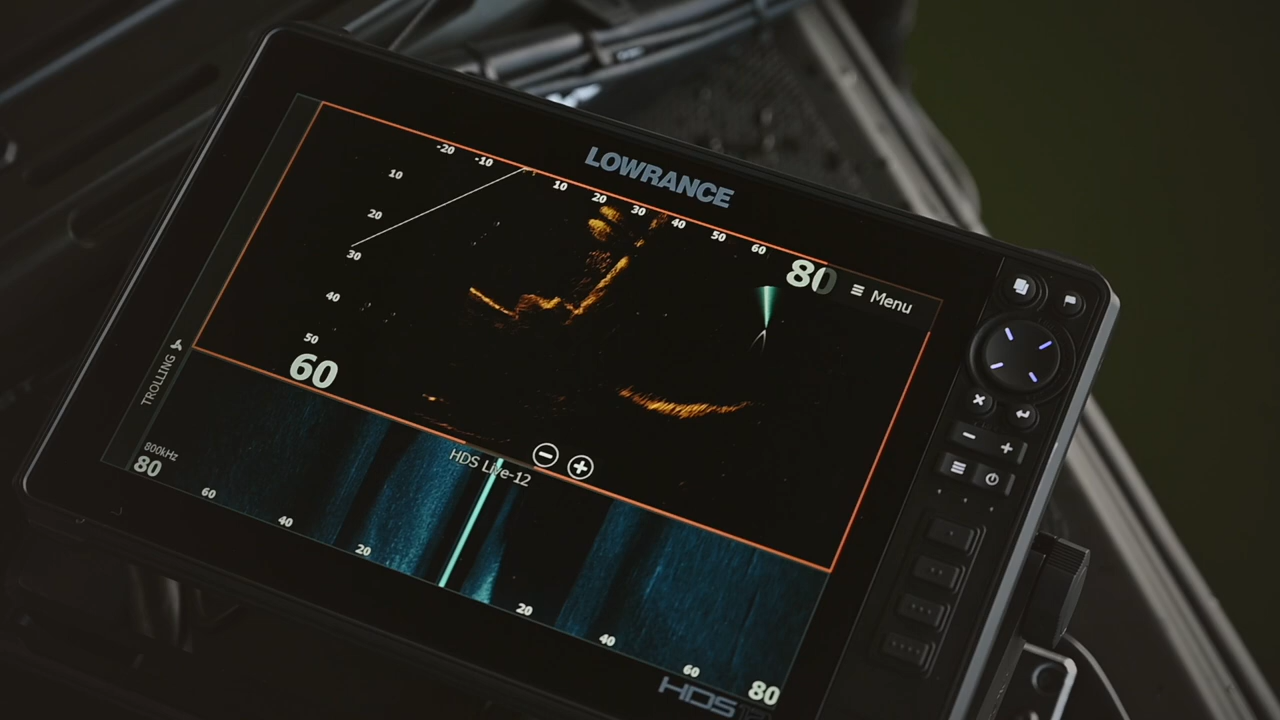 LOWRANCE
-20 -10 10 20 30 40 50 60 80
10
20
30
40
50
60
Menu
TROLLING
800kHz
80
HDS Live-12
60 40 20 20 40 60 80
HDS